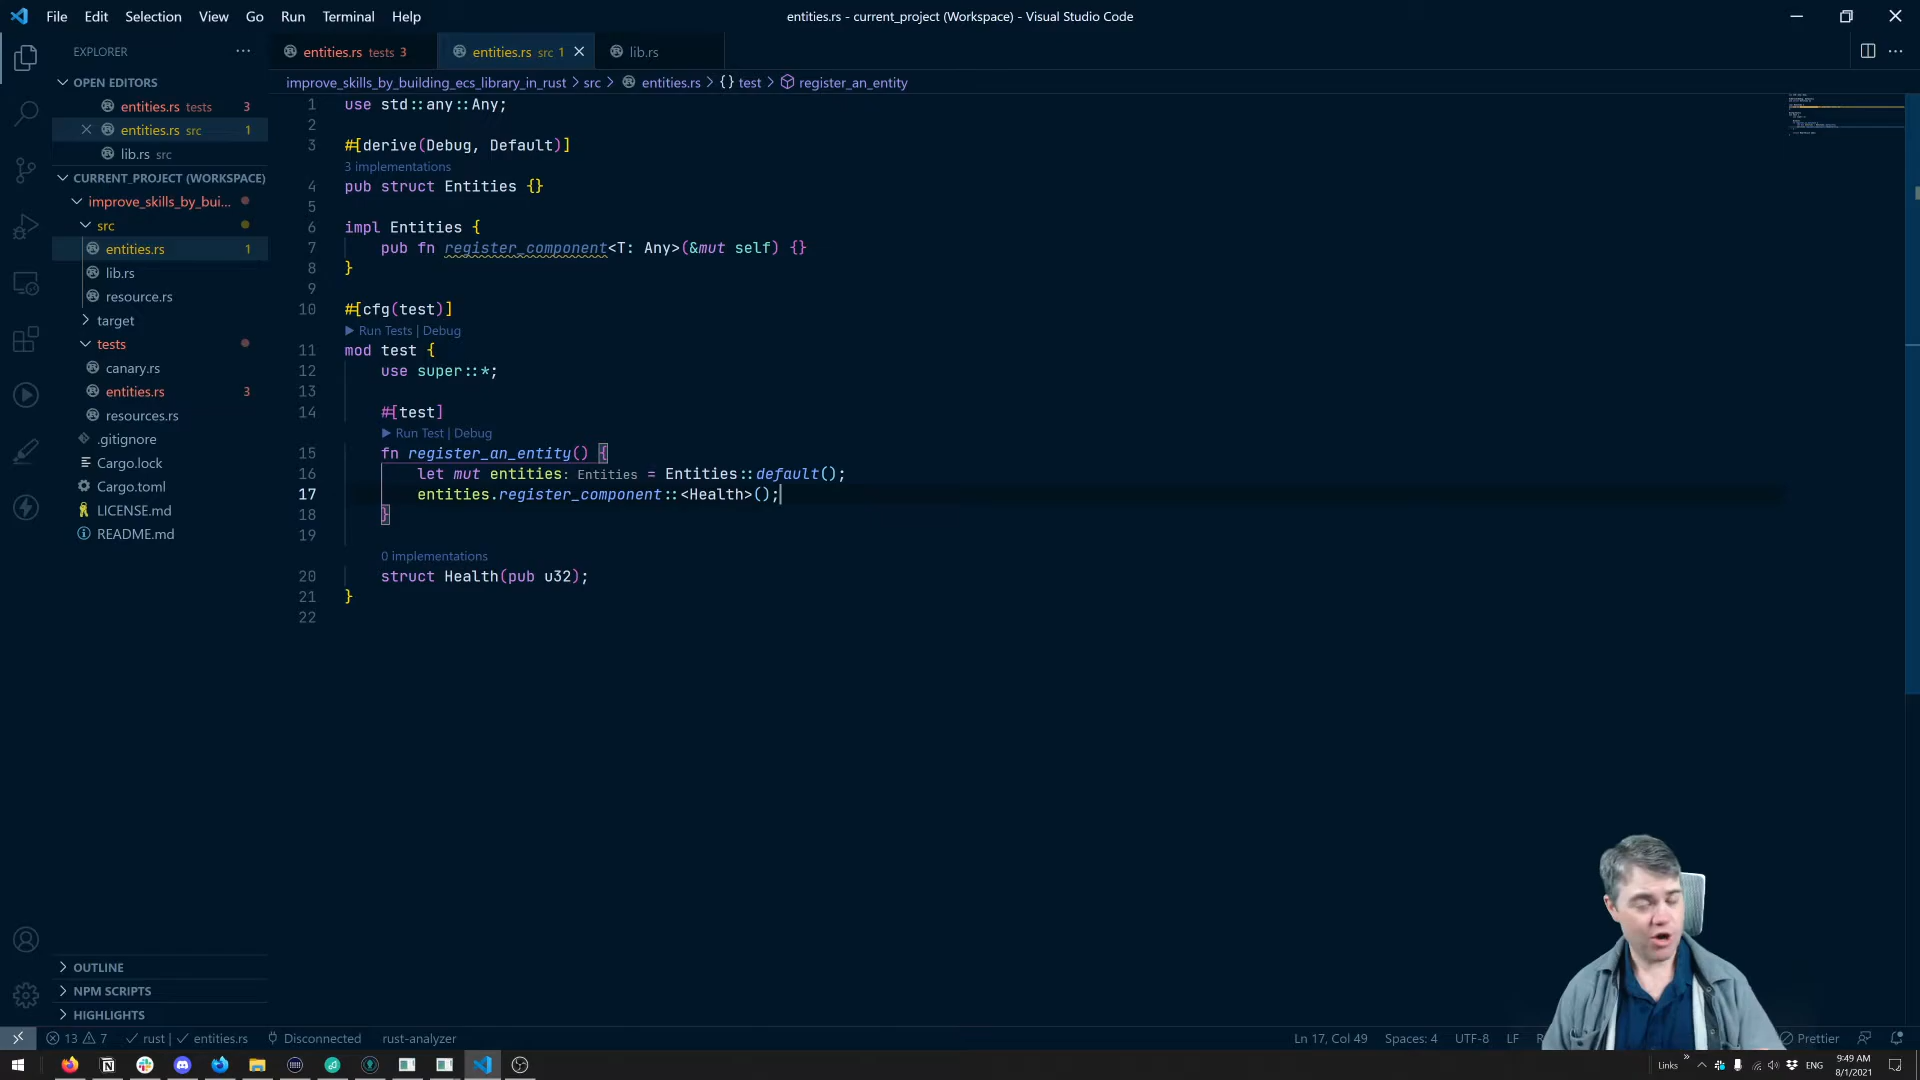 File Edit Selection View Go Run Terminal Help
entities.rs - current_project (Workspace) - Visual Studio Code
EXPLORER
entities.rs tests 3
entities.rs src 1
lib.rs
OPEN EDITORS
entities.rs tests 3
entities.rs src 1
lib.rs src
CURRENT_PROJECT (WORKSPACE)
improve_skills_by_bui...
src
entities.rs 1
lib.rs
resource.rs
target
tests
canary.rs
entities.rs 3
resources.rs
.gitignore
Cargo.lock
Cargo.toml
LICENSE.md
README.md
OUTLINE
NPM SCRIPTS
HIGHLIGHTS
improve_skills_by_building_ecs_library_in_rust > src > entities.rs > {} test > register_an_entity
1 use std::any::Any;
2
3 #[derive(Debug, Default)]
3 implementations
4 pub struct Entities {}
5
6 impl Entities {
7 pub fn register_component<T: Any>(&mut self) {}
8 }
9
10 #[cfg(test)]
Run Tests | Debug
11 mod test {
12 use super::*;
13
14 #[test]
Run Test | Debug
15 fn register_an_entity() {
16 let mut entities: Entities = Entities::default();
17 entities.register_component::<Health>();
18 }
19
0 implementations
20 struct Health(pub u32);
21 }
22
13 7 rust | entities.rs Disconnected rust-analyzer
Ln 17, Col 49 Spaces: 4 UTF-8 LF Prettier
Links ENG 9:49 AM
8/1/2021